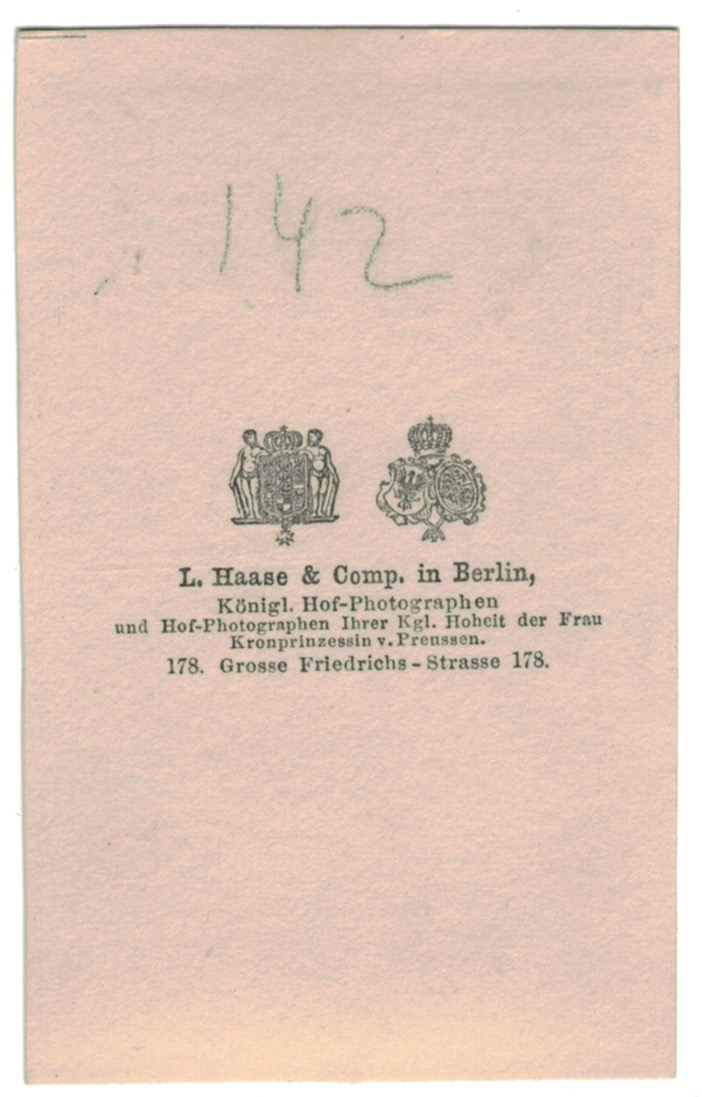 142
L. Haase & Comp. in Berlin,
Königl. Hof-Photographen
und Hof-Photographen Ihrer Kgl. Hoheit der Frau
Kronprinzessin v. Preussen.
178. Grosse Friedrichs-Strasse 178.